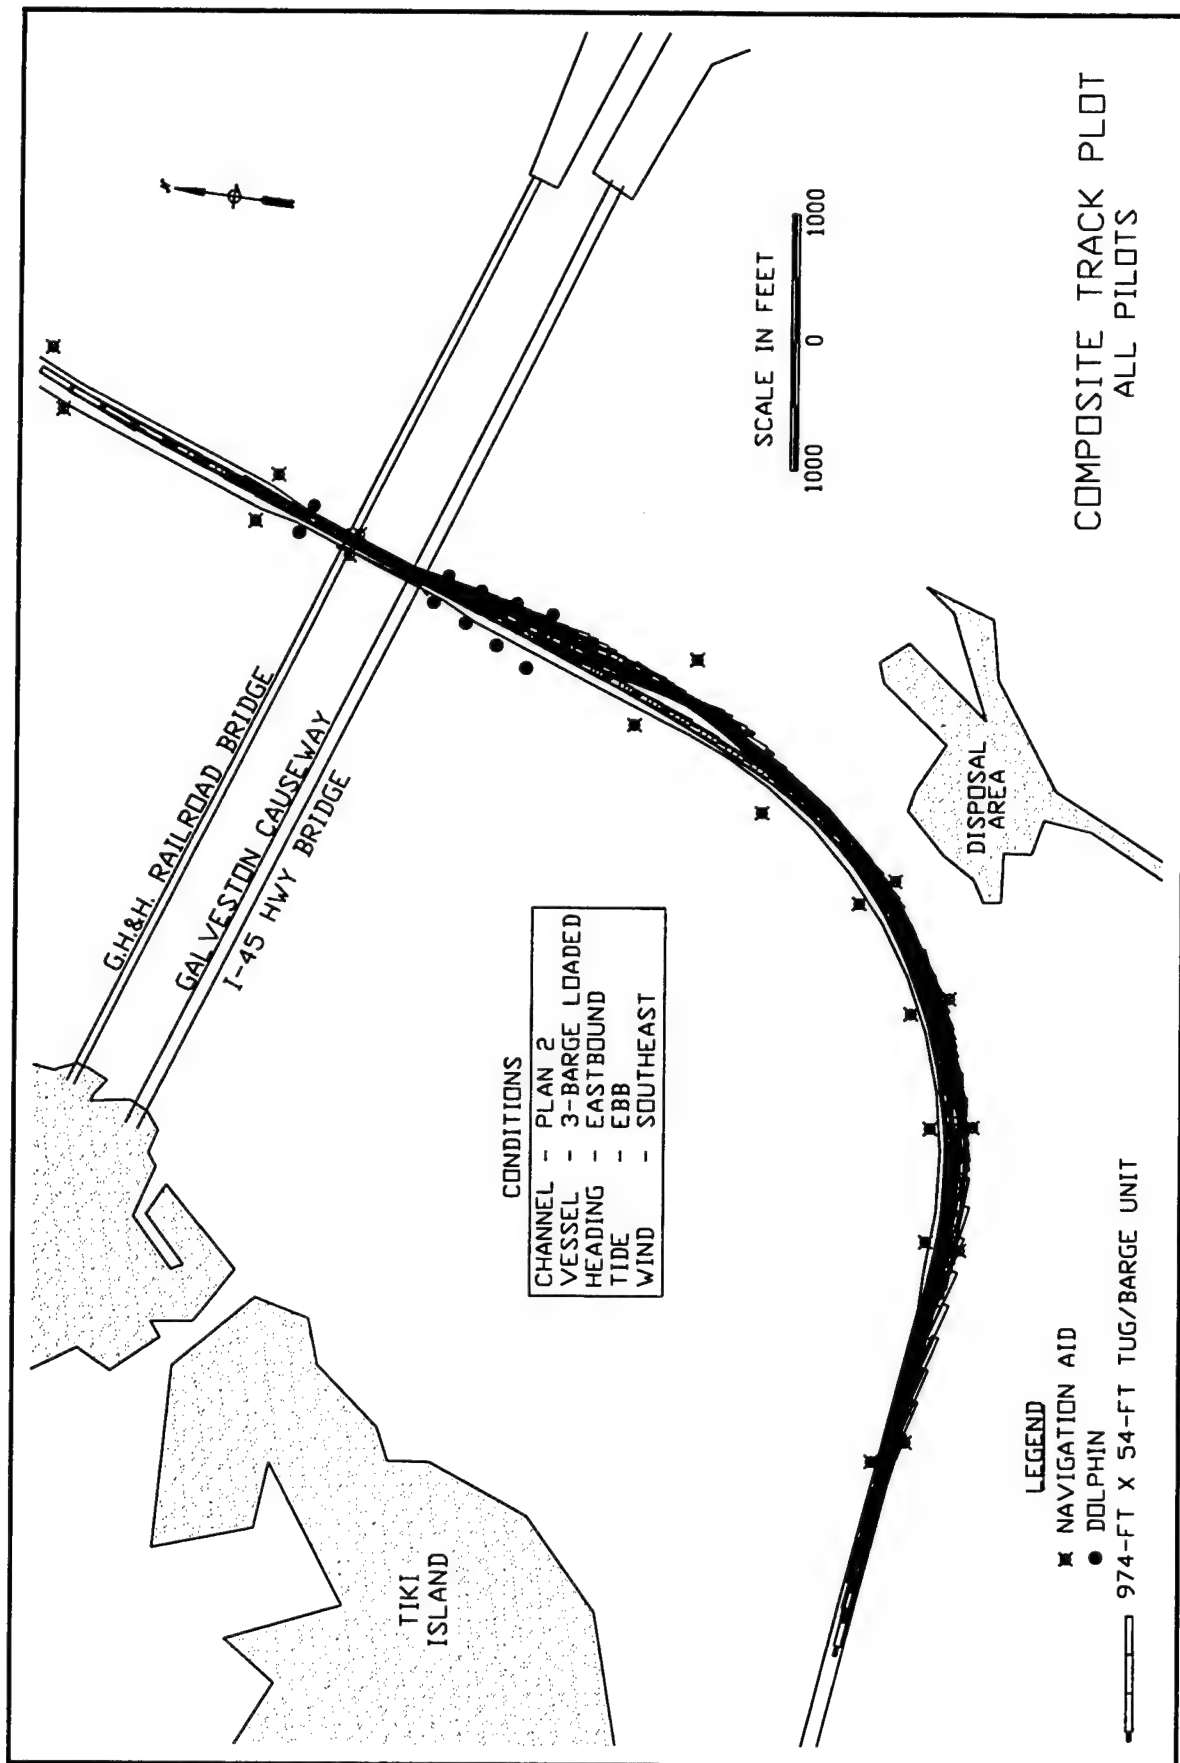 N
G.H.&H. RAILROAD BRIDGE
GALVESTON CAUSEWAY
I-45 HWY BRIDGE
TIKI
ISLAND
CONDITIONS
CHANNEL - PLAN 2
VESSEL - 3-BARGE LOADED
HEADING - EASTBOUND
TIDE - EBB
WIND - SOUTHEAST
SCALE IN FEET
1000 0 1000
DISPOSAL
AREA
LEGEND
NAVIGATION AID
DOLPHIN
974-FT X 54-FT TUG/BARGE UNIT
COMPOSITE TRACK PLOT
ALL PILOTS